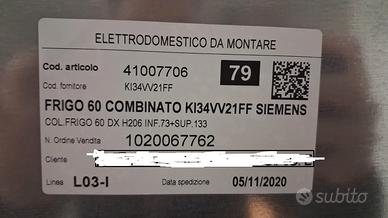 ELETTRODOMESTICO DA MONTARE
Cod. articolo 41007706 79
Cod. fornitore KI34VV21FF
FRIGO 60 COMBINATO KI34VV21FF SIEMENS
COL.FRIGO 60 DX H206 INF.73+SUP.133
N. Ordine Vendita 1020067762
Cliente
Linea L03-I Data spedizione 05/11/2020
subito